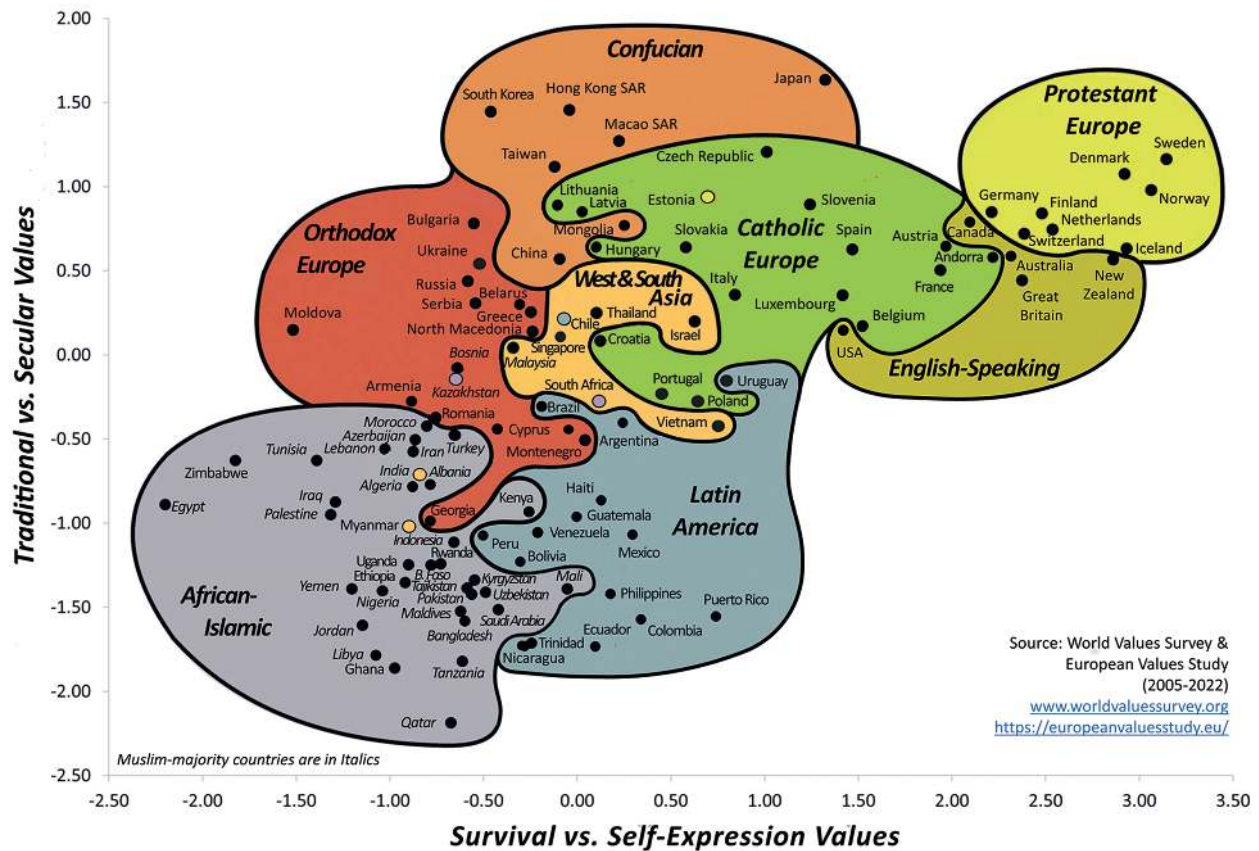 2.00
1.50
1.00
0.50
0.00
-0.50
-1.00
-1.50
-2.00
-2.50
Traditional vs. Secular Values
Confucian
Japan
South Korea
Hong Kong SAR
Macao SAR
Taiwan
Mongolia
China
Protestant
Europe
Sweden
Denmark
Norway
Germany
Finland
Netherlands
Switzerland
Iceland
Catholic
Europe
Czech Republic
Lithuania
Latvia
Estonia
Slovenia
Hungary
Slovakia
Spain
Austria
Andorra
France
Italy
Luxembourg
Belgium
Croatia
Portugal
Poland
English-Speaking
Canada
Australia
New
Zealand
Great
Britain
USA
Orthodox
Europe
Bulgaria
Ukraine
Russia
Belarus
Serbia
Greece
North Macedonia
Moldova
Bosnia
Kazakhstan
Armenia
Romania
Cyprus
Montenegro
Georgia
West & South
Asia
Chile
Thailand
Israel
Singapore
Malaysia
South Africa
Vietnam
Latin
America
Uruguay
Brazil
Argentina
Haiti
Guatemala
Venezuela
Mexico
Peru
Bolivia
Philippines
Puerto Rico
Ecuador
Colombia
Trinidad
Nicaragua
African-
Islamic
Morocco
Azerbaijan
Lebanon
Iran
Turkey
Tunisia
Zimbabwe
India
Albania
Algeria
Egypt
Iraq
Palestine
Myanmar
Kenya
Indonesia
Rwanda
Uganda
B. Faso
Ethiopia
Tajikistan
Kyrgyzstan
Mali
Yemen
Nigeria
Pakistan
Uzbekistan
Maldives
Saudi Arabia
Bangladesh
Jordan
Libya
Ghana
Tanzania
Qatar
Source: World Values Survey &
European Values Study
(2005-2022)
www.worldvaluessurvey.org
https://europeanvaluesstudy.eu/
Muslim-majority countries are in Italics
-2.50 -2.00 -1.50 -1.00 -0.50 0.00 0.50 1.00 1.50 2.00 2.50 3.00 3.50
Survival vs. Self-Expression Values